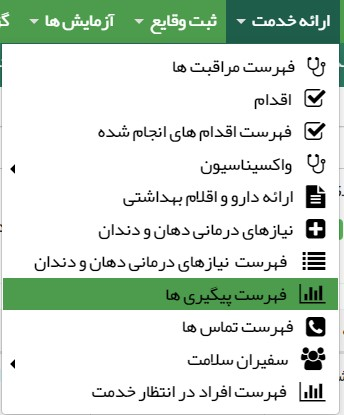 ارائه خدمت ثبت وقایع آزمایش ها
فهرست مراقبت ها
اقدام
فهرست اقدام های انجام شده
واکسیناسیون
ارائه دارو و اقلام بهداشتی
نیازهای درمانی دهان و دندان
فهرست نیازهای درمانی دهان و دندان
فهرست پیگیری ها
فهرست تماس ها
سفیران سلامت
فهرست افراد در انتظار خدمت